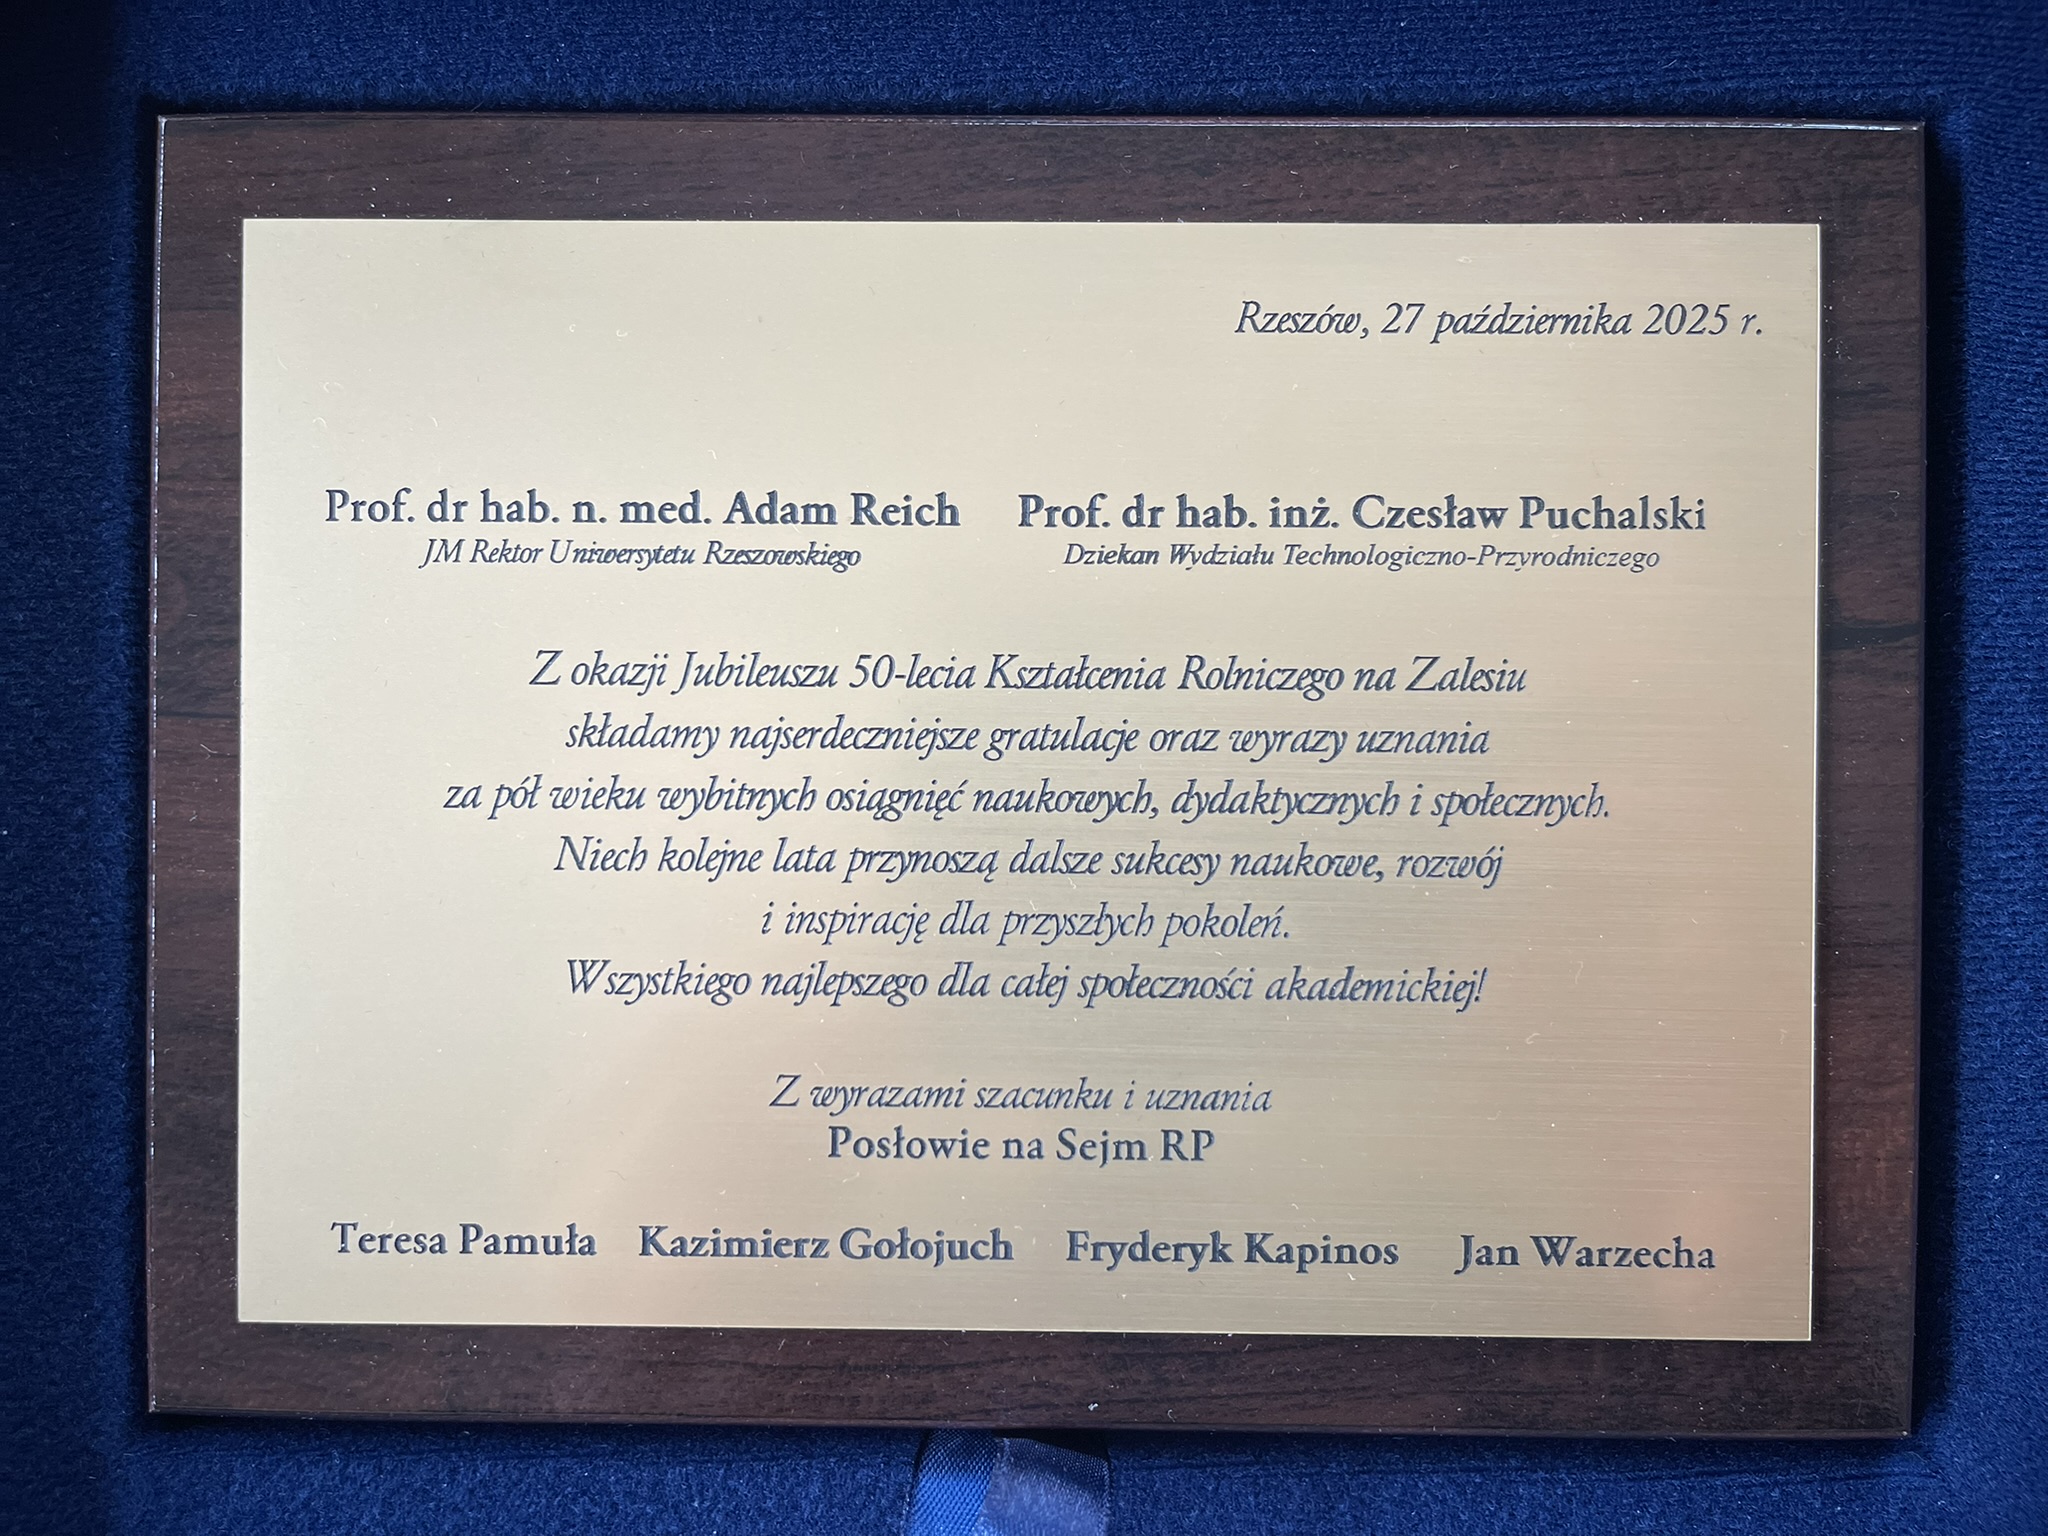 Rzeszów, 27 października 2025 r.
Prof. dr hab. n. med. Adam Reich
JM Rektor Uniwersytetu Rzeszowskiego
Prof. dr hab. inż. Czesław Puchalski
Dziekan Wydziału Technologiczno-Przyrodniczego
Z okazji Jubileuszu 50-lecia Kształcenia Rolniczego na Zalesiu
składamy najserdeczniejsze gratulacje oraz wyrazy uznania
za pół wieku wybitnych osiągnięć naukowych, dydaktycznych i społecznych.
Niech kolejne lata przynoszą dalsze sukcesy naukowe, rozwój
i inspirację dla przyszłych pokoleń.
Wszystkiego najlepszego dla całej społeczności akademickiej!
Z wyrazami szacunku i uznania
Posłowie na Sejm RP
Teresa Pamuła Kazimierz Gołojuch Fryderyk Kapinos Jan Warzecha